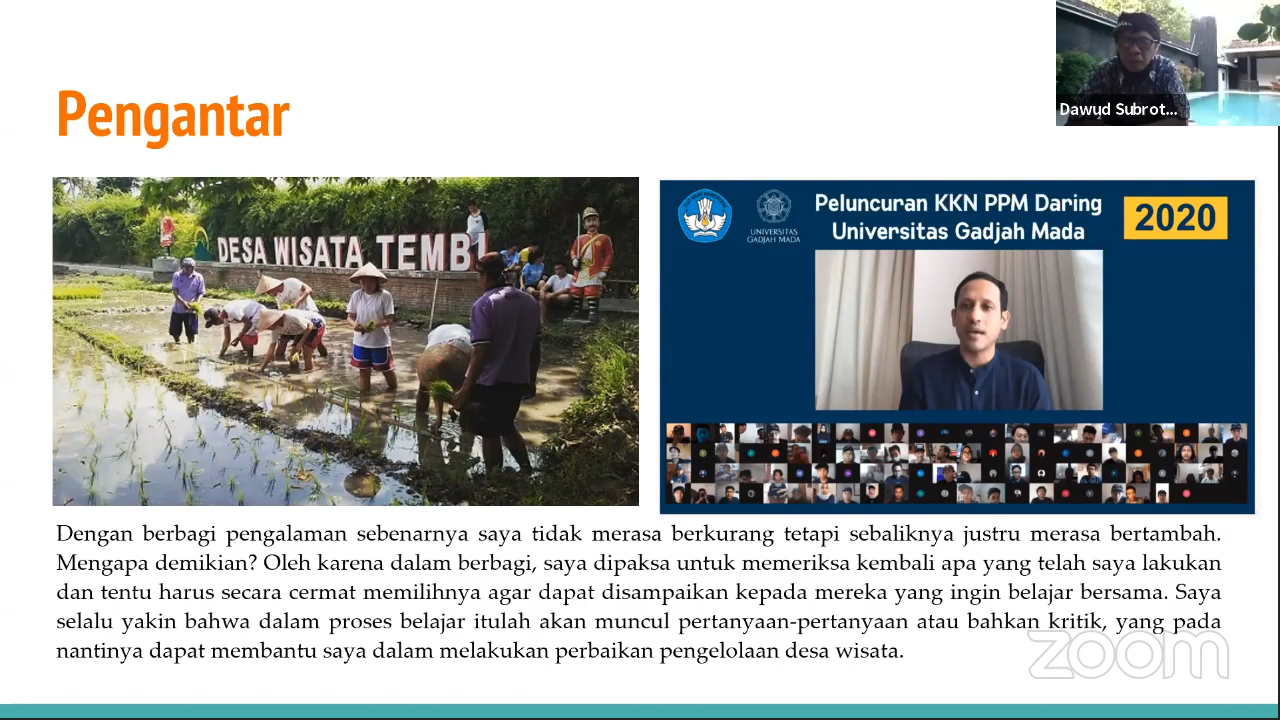 Pengantar
Dawud Subrot...
DESA WISATA TEMBI
UNIVERSITAS
GADJAH MADA
Peluncuran KKN PPM Daring
Universitas Gadjah Mada
2020
Dengan berbagi pengalaman sebenarnya saya tidak merasa berkurang tetapi sebaliknya justru merasa bertambah.
Mengapa demikian? Oleh karena dalam berbagi, saya dipaksa untuk memeriksa kembali apa yang telah saya lakukan
dan tentu harus secara cermat memilihnya agar dapat disampaikan kepada mereka yang ingin belajar bersama. Saya
selalu yakin bahwa dalam proses belajar itulah akan muncul pertanyaan-pertanyaan atau bahkan kritik, yang pada
nantinya dapat membantu saya dalam melakukan perbaikan pengelolaan desa wisata.
zoom